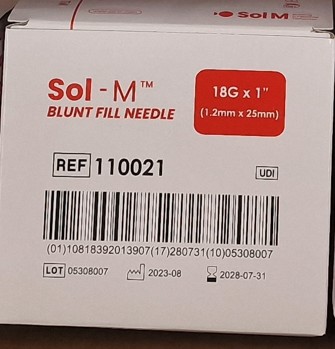 Sol M
Sol-M™
BLUNT FILL NEEDLE
18G x 1"
(1.2mm x 25mm)
REF 110021
UDI
(01)10818392013907(17)280731(10)05308007
LOT 05308007
2023-08
2028-07-31